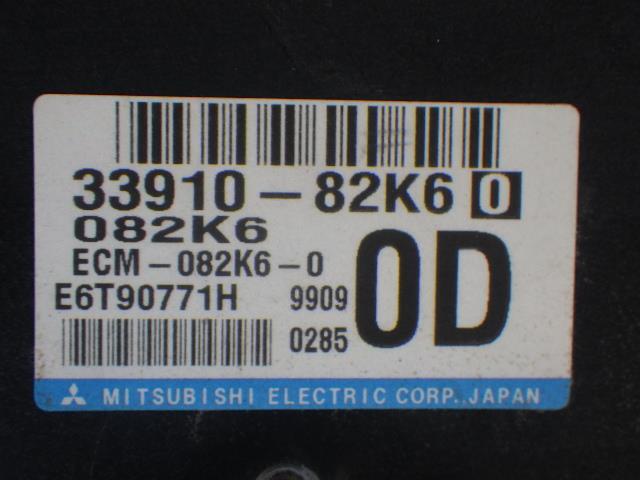 33910-82K6 0
082K6
ECM-082K6-0
E6T90771H 9909
0285
0D
MITSUBISHI ELECTRIC CORP. JAPAN